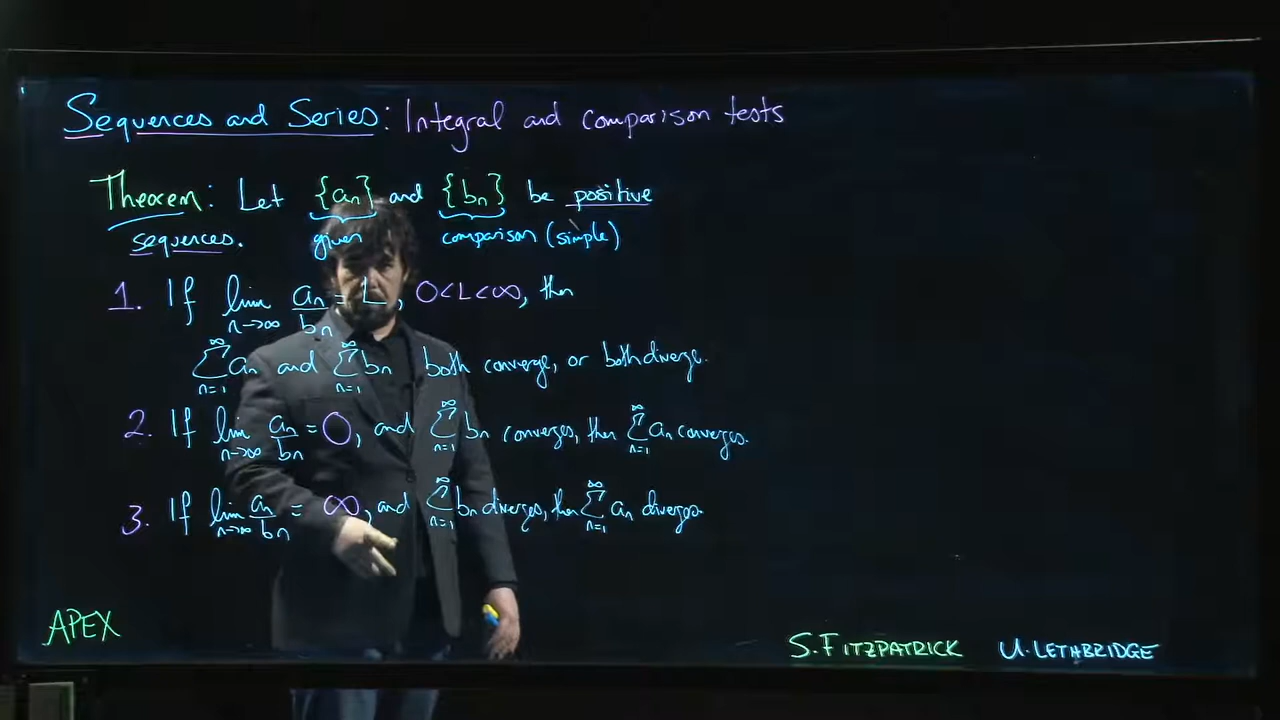 Sequences and Series: Integral and comparison tests
Theorem: Let {aₙ} and {bₙ} be positive
sequences. given comparison (simple)
1. If lim n→∞ aₙ/bₙ = L, 0<L<∞, then
∑ n=1 ∞ aₙ and ∑ n=1 ∞ bₙ both converge, or both diverge.
2. If lim n→∞ aₙ/bₙ = 0, and ∑ n=1 ∞ bₙ converges, then ∑ n=1 ∞ aₙ converges.
3. If lim n→∞ aₙ/bₙ = ∞, and ∑ n=1 ∞ bₙ diverges, then ∑ n=1 ∞ aₙ diverges.
APEX
S. FITZPATRICK U. LETHBRIDGE